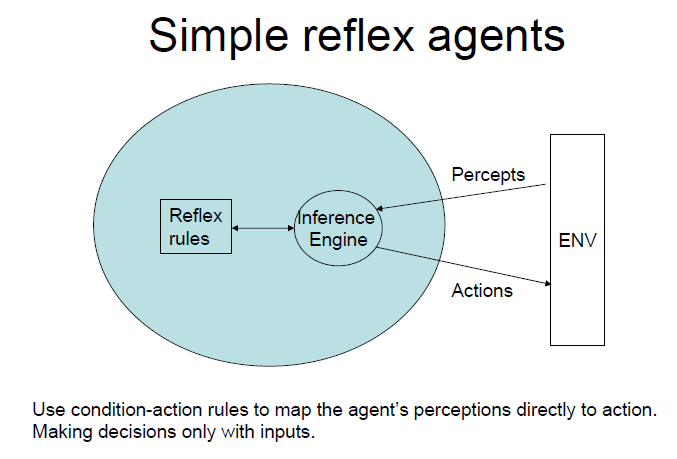 Simple reflex agents
Percepts
Reflex
rules
Inference
Engine
ENV
Actions
Use condition-action rules to map the agent’s perceptions directly to action.
Making decisions only with inputs.